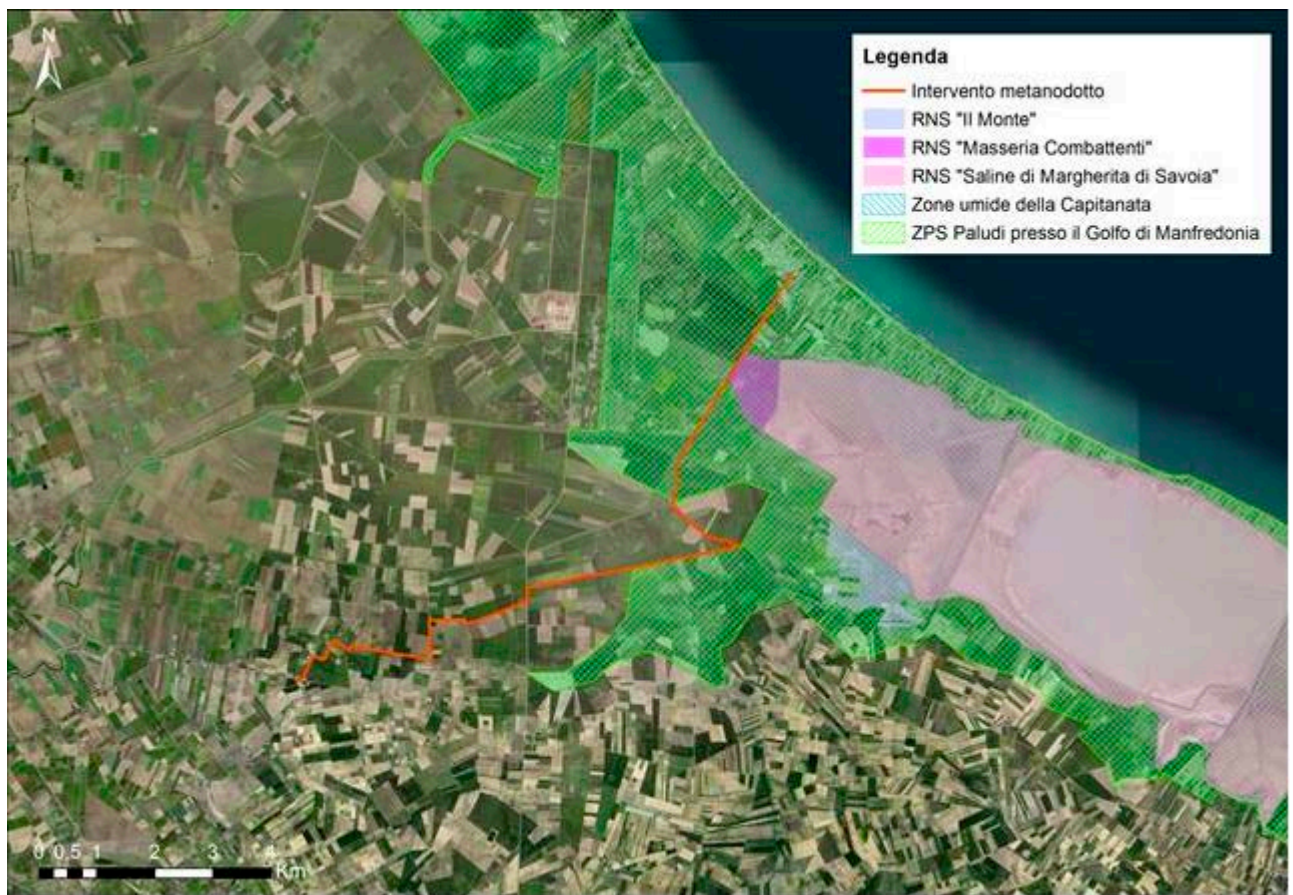 N
Legenda
Intervento metanodotto
RNS "Il Monte"
RNS "Masseria Combattenti"
RNS "Saline di Margherita di Savoia"
Zone umide della Capitanata
ZPS Paludi presso il Golfo di Manfredonia
0 0,5 1 2 3 4
Km